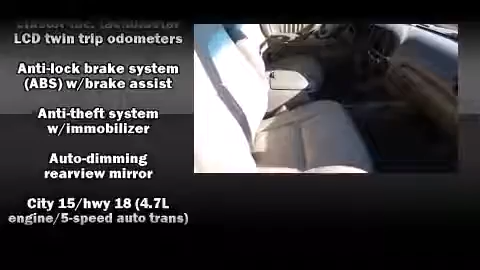 LCD twin trip odometers
Anti-lock brake system
(ABS) w/brake assist
Anti-theft system
w/immobilizer
Auto-dimming
rearview mirror
City 15/hwy 18 (4.7L
engine/5-speed auto trans)